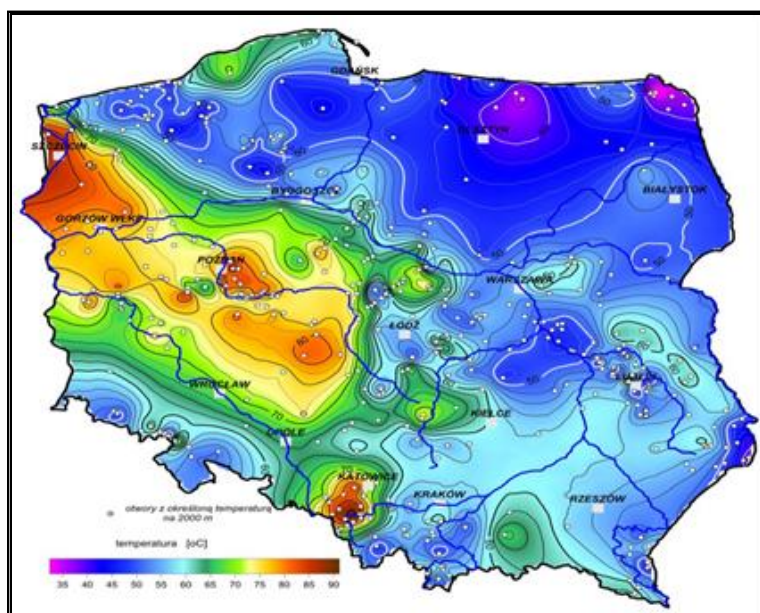 GDAŃSK
OLSZTYN
SZCZECIN
BIAŁYSTOK
BYDGOSZCZ
GORZÓW WLKP.
POZNAŃ
WARSZAWA
ŁÓDŹ
LUBLIN
WROCŁAW
KIELCE
OPOLE
KATOWICE
KRAKÓW
RZESZÓW
otwory z określoną temperaturą
na 2000 m
temperatura [oC]
35 40 45 50 55 60 65 70 75 80 85 90